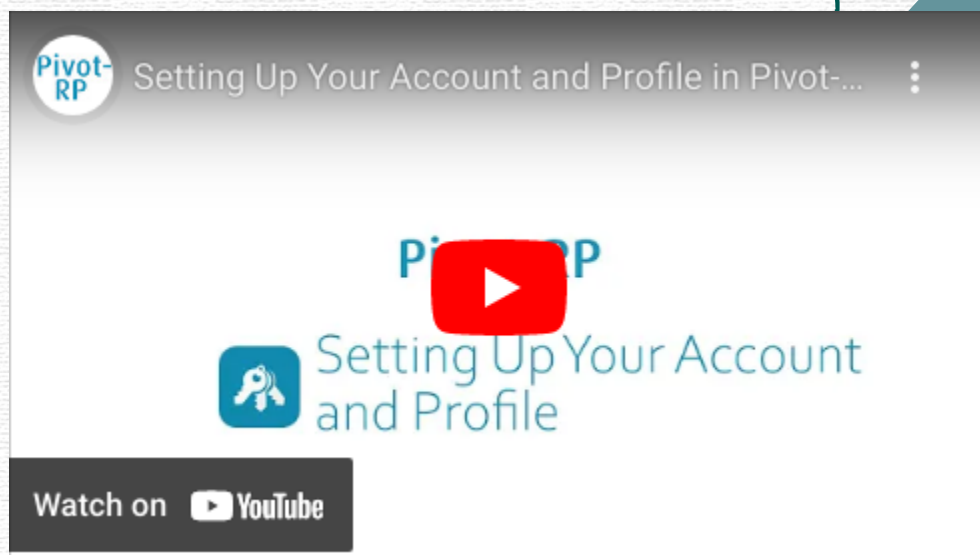 Pivot-
RP
Setting Up Your Account and Profile in Pivot-...
Setting Up Your Account
and Profile
Watch on YouTube